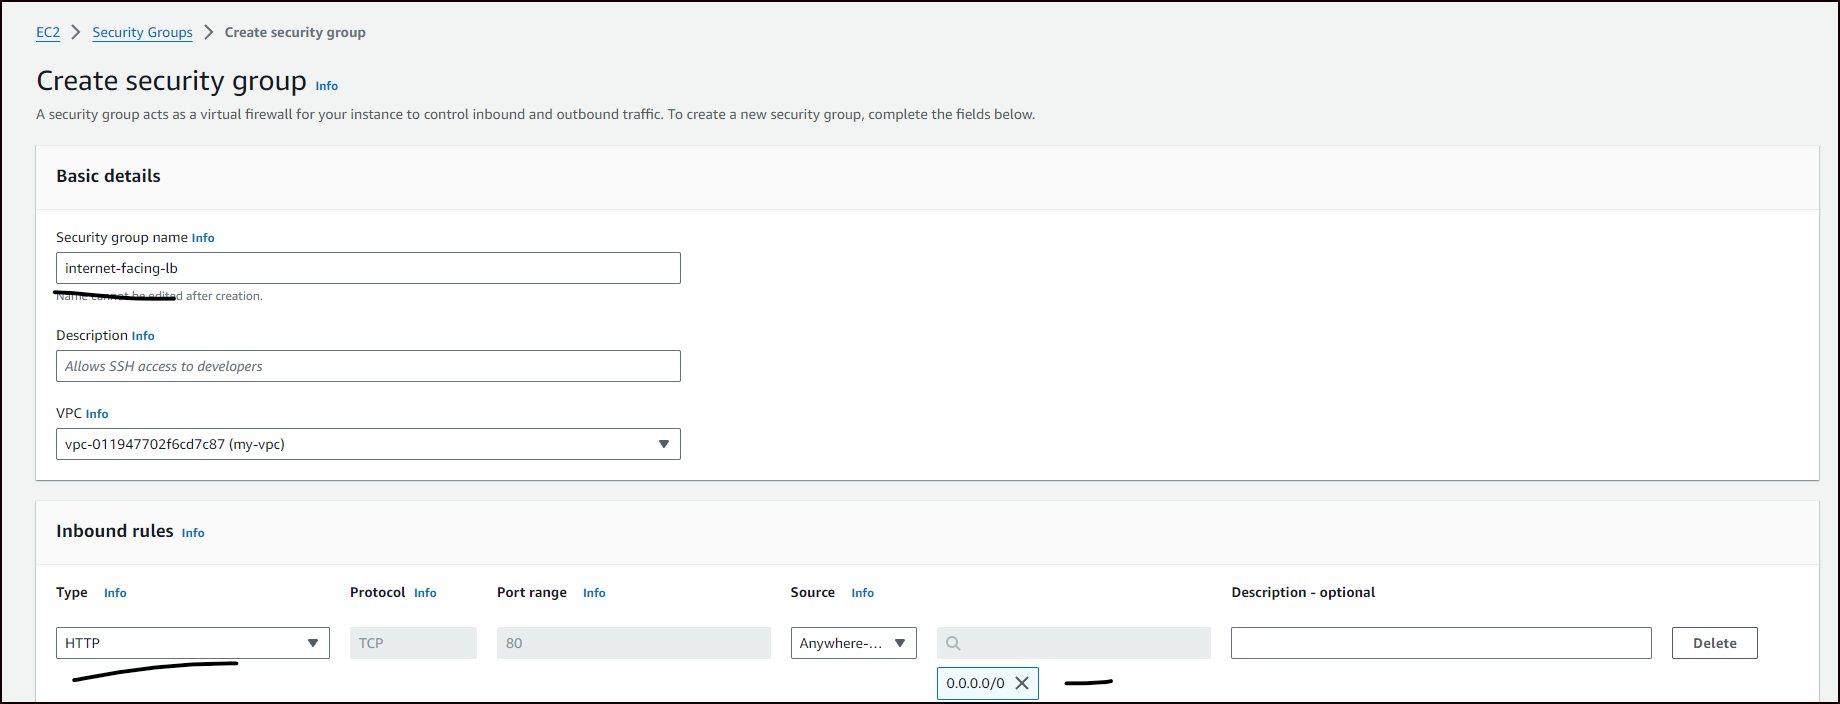 EC2 > Security Groups > Create security group
Create security group Info
A security group acts as a virtual firewall for your instance to control inbound and outbound traffic. To create a new security group, complete the fields below.
Basic details
Security group name Info
internet-facing-lb
Name cannot be edited after creation.
Description Info
Allows SSH access to developers
VPC Info
vpc-011947702f6cd7c87 (my-vpc)
Inbound rules Info
Type Info Protocol Info Port range Info Source Info Description - optional
HTTP TCP 80 Anywhere-... Delete
0.0.0.0/0